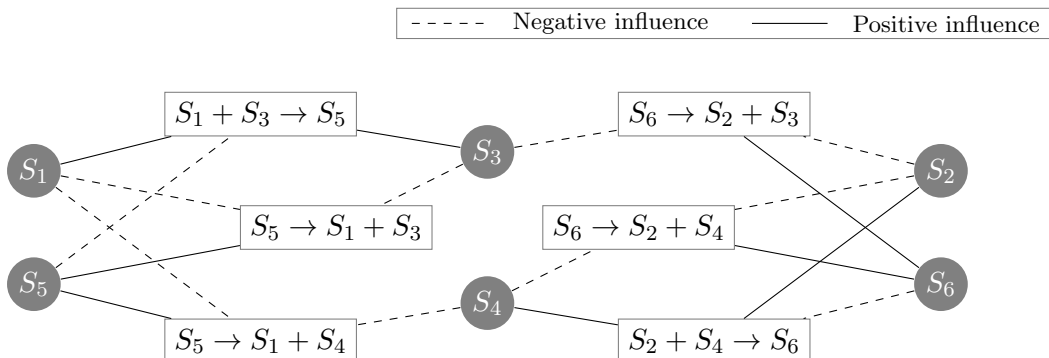 Negative influence Positive influence
S₁ + S₃ → S₅
S₆ → S₂ + S₃
S₃
S₁
S₂
S₅ → S₁ + S₃
S₆ → S₂ + S₄
S₅
S₆
S₄
S₅ → S₁ + S₄
S₂ + S₄ → S₆